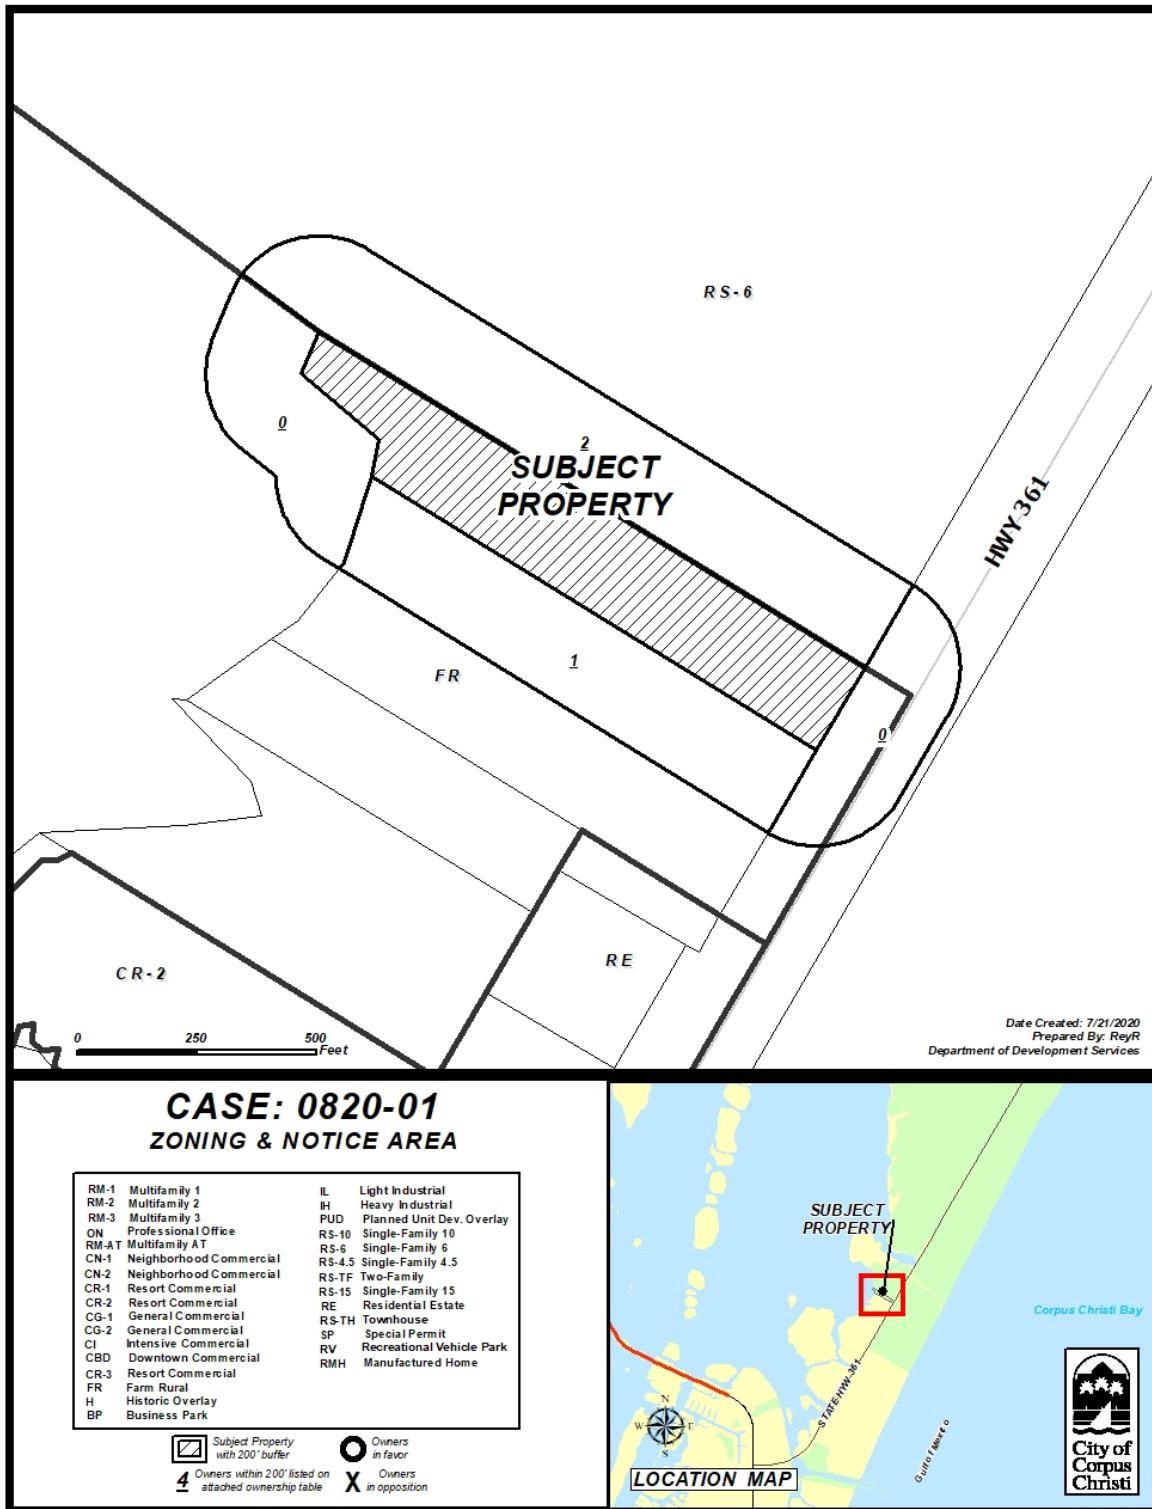 RS-6
0
2
SUBJECT
PROPERTY
HWY 361
1
FR
0
RE
CR-2
0 250 500
Feet
Date Created: 7/21/2020
Prepared By: ReyR
Department of Development Services
CASE: 0820-01
ZONING & NOTICE AREA
RM-1 Multifamily 1
RM-2 Multifamily 2
RM-3 Multifamily 3
ON Professional Office
RM-AT Multifamily AT
CN-1 Neighborhood Commercial
CN-2 Neighborhood Commercial
CR-1 Resort Commercial
CR-2 Resort Commercial
CG-1 General Commercial
CG-2 General Commercial
CI Intensive Commercial
CBD Downtown Commercial
CR-3 Resort Commercial
FR Farm Rural
H Historic Overlay
BP Business Park
IL Light Industrial
IH Heavy Industrial
PUD Planned Unit Dev. Overlay
RS-10 Single-Family 10
RS-6 Single-Family 6
RS-4.5 Single-Family 4.5
RS-TF Two-Family
RS-15 Single-Family 15
RE Residential Estate
RS-TH Townhouse
SP Special Permit
RV Recreational Vehicle Park
RMH Manufactured Home
Subject Property
with 200' buffer
Owners
in favor
4 Owners within 200' listed on
attached ownership table
X Owners
in opposition
SUBJECT
PROPERTY
Corpus Christi Bay
STATE HWY 361
Gulf of Mexico
N
W E
S
LOCATION MAP
City of
Corpus
Christi